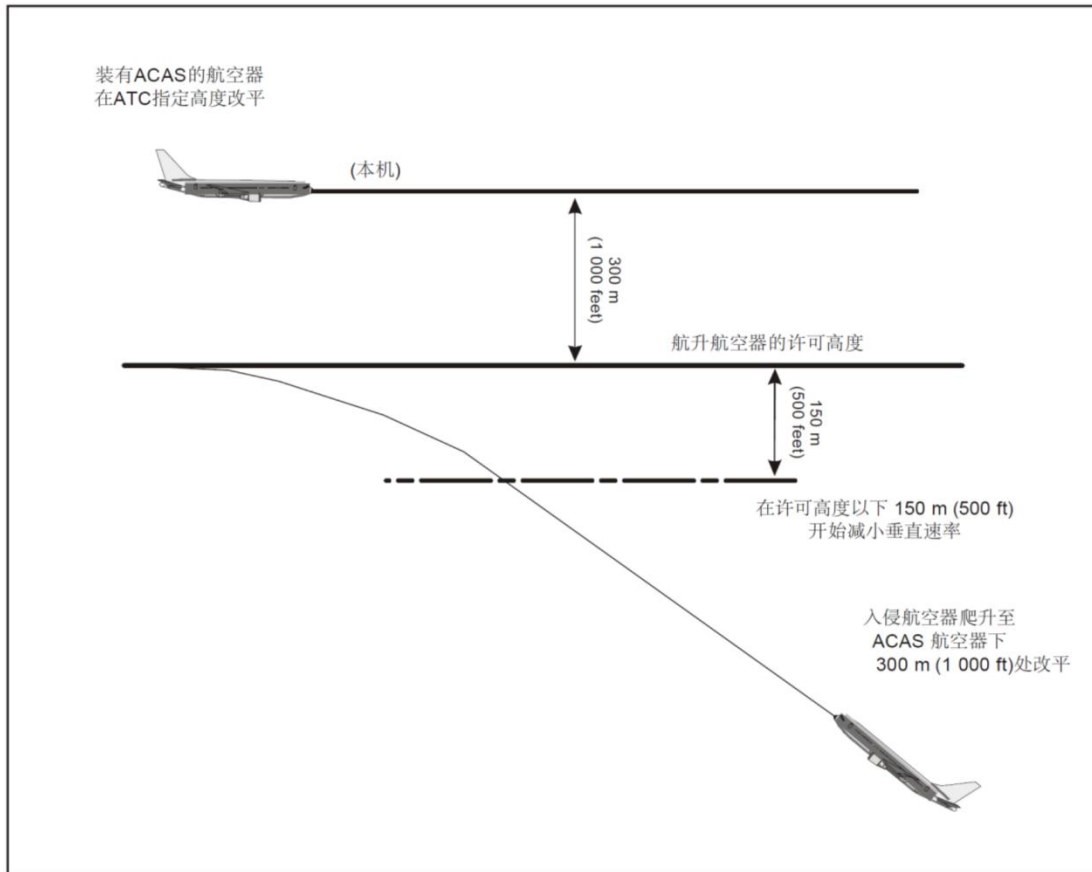 装有ACAS的航空器
在ATC指定高度改平
(本机)
300 m
(1 000 feet)
航升航空器的许可高度
150 m
(500 feet)
在许可高度以下 150 m (500 ft)
开始减小垂直速率
入侵航空器爬升至
ACAS 航空器下
300 m (1 000 ft)处改平